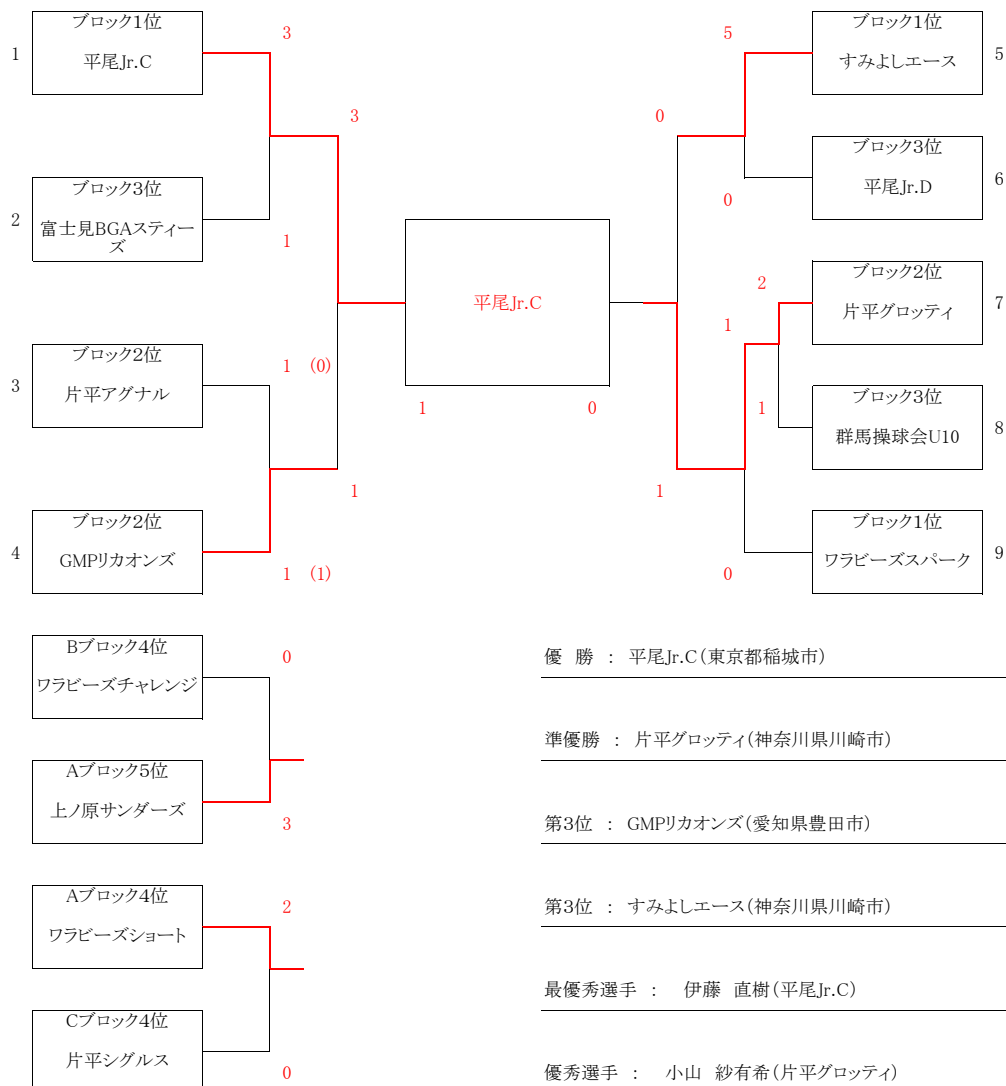 ブロック1位
1
平尾Jr.C
3
3
ブロック3位
2
富士見BGAスティー
ズ
1
ブロック2位
3
片平アグナル
1 (0)
1
ブロック2位
4
GMPリカオンズ
1 (1)
平尾Jr.C
1
0
ブロック1位
5
すみよしエース
5
0
ブロック3位
平尾Jr.D
6
0
ブロック2位
2
片平グロッティ
7
1
ブロック3位
1
群馬操球会U10
8
1
ブロック1位
ワラビーズスパーク
9
0
Bブロック4位
0
ワラビーズチャレンジ
Aブロック5位
上ノ原サンダーズ
3
Aブロック4位
2
ワラビーズショート
Cブロック4位
片平シグルス
0
優 勝 : 平尾Jr.C(東京都稲城市)
準優勝 : 片平グロッティ(神奈川県川崎市)
第3位 : GMPリカオンズ(愛知県豊田市)
第3位 : すみよしエース(神奈川県川崎市)
最優秀選手 : 伊藤 直樹(平尾Jr.C)
優秀選手 : 小山 紗有希(片平グロッティ)